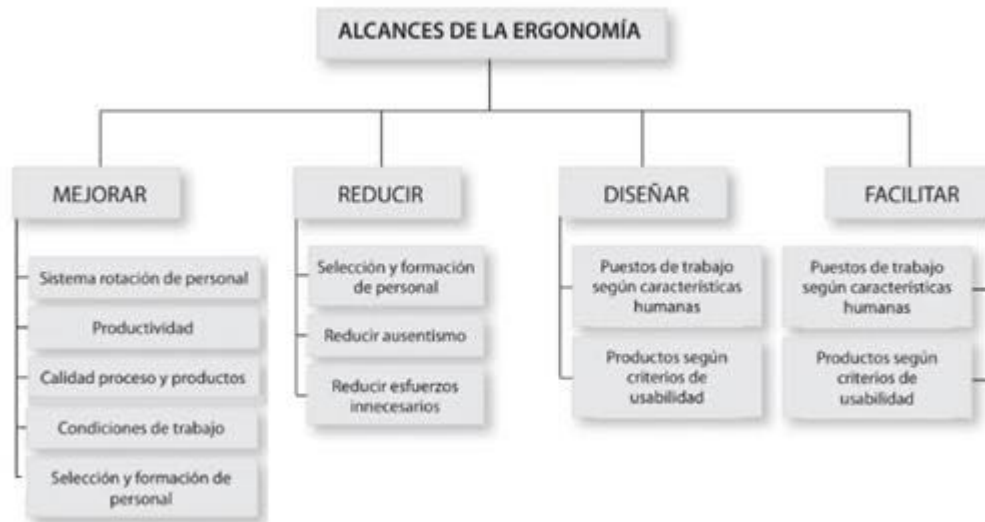 ALCANCES DE LA ERGONOMÍA
MEJORAR
Sistema rotación de personal
Productividad
Calidad proceso y productos
Condiciones de trabajo
Selección y formación de
personal
REDUCIR
Selección y formación
de personal
Reducir ausentismo
Reducir esfuerzos
innecesarios
DISEÑAR
Puestos de trabajo
según características
humanas
Productos según
criterios de
usabilidad
FACILITAR
Puestos de trabajo
según características
humanas
Productos según
criterios de
usabilidad